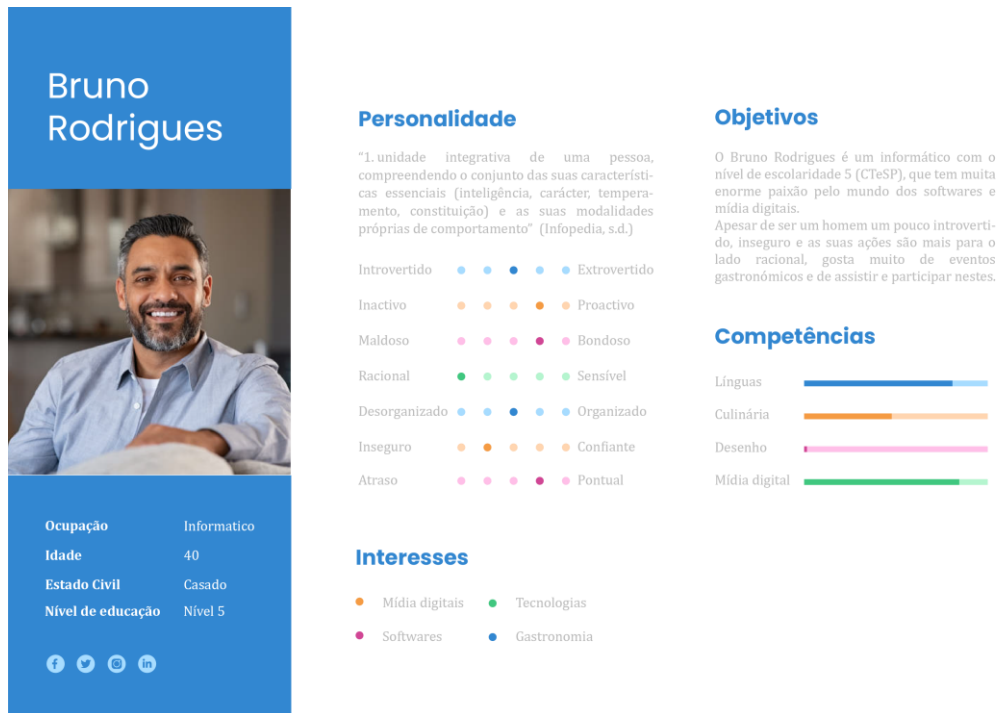 Bruno
Rodrigues
Ocupação Informatico
Idade 40
Estado Civil Casado
Nível de educação Nível 5
Personalidade
"1. unidade integrativa de uma pessoa,
compreendendo o conjunto das suas característi-
cas essenciais (inteligência, carácter, tempera-
mento, constituição) e as suas modalidades
próprias de comportamento" (Infopedia, s.d.)
Introvertido Extrovertido
Inactivo Proactivo
Maldoso Bondoso
Racional Sensível
Desorganizado Organizado
Inseguro Confiante
Atraso Pontual
Interesses
Mídia digitais Tecnologias
Softwares Gastronomia
Objetivos
O Bruno Rodrigues é um informático com o
nível de escolaridade 5 (CTeSP), que tem muita
enorme paixão pelo mundo dos softwares e
mídia digitais.
Apesar de ser um homem um pouco introverti-
do, inseguro e as suas ações são mais para o
lado racional, gosta muito de eventos
gastronómicos e de assistir e participar nestes.
Competências
Línguas
Culinária
Desenho
Mídia digital